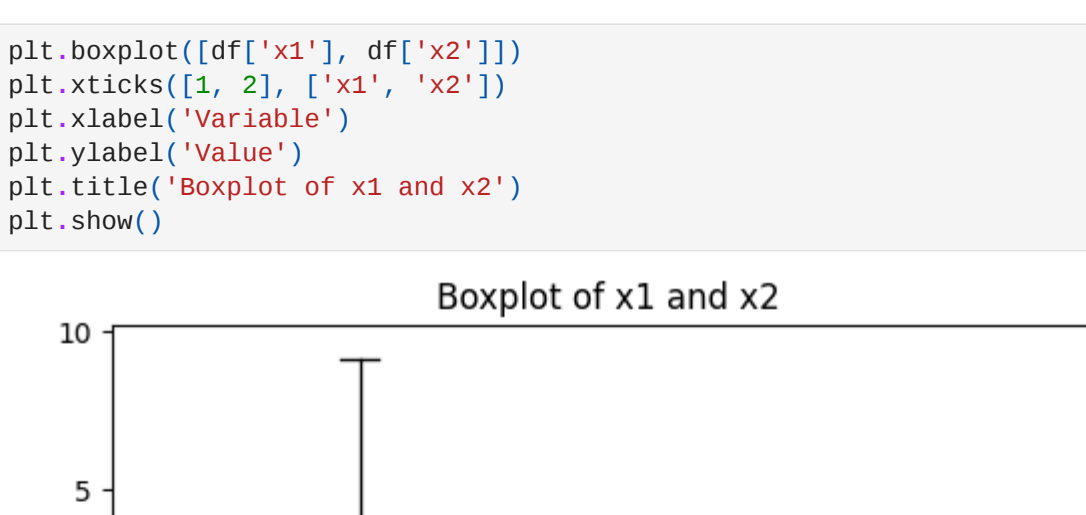 plt.boxplot([df['x1'], df['x2']])
plt.xticks([1, 2], ['x1', 'x2'])
plt.xlabel('Variable')
plt.ylabel('Value')
plt.title('Boxplot of x1 and x2')
plt.show()
Boxplot of x1 and x2
10
5